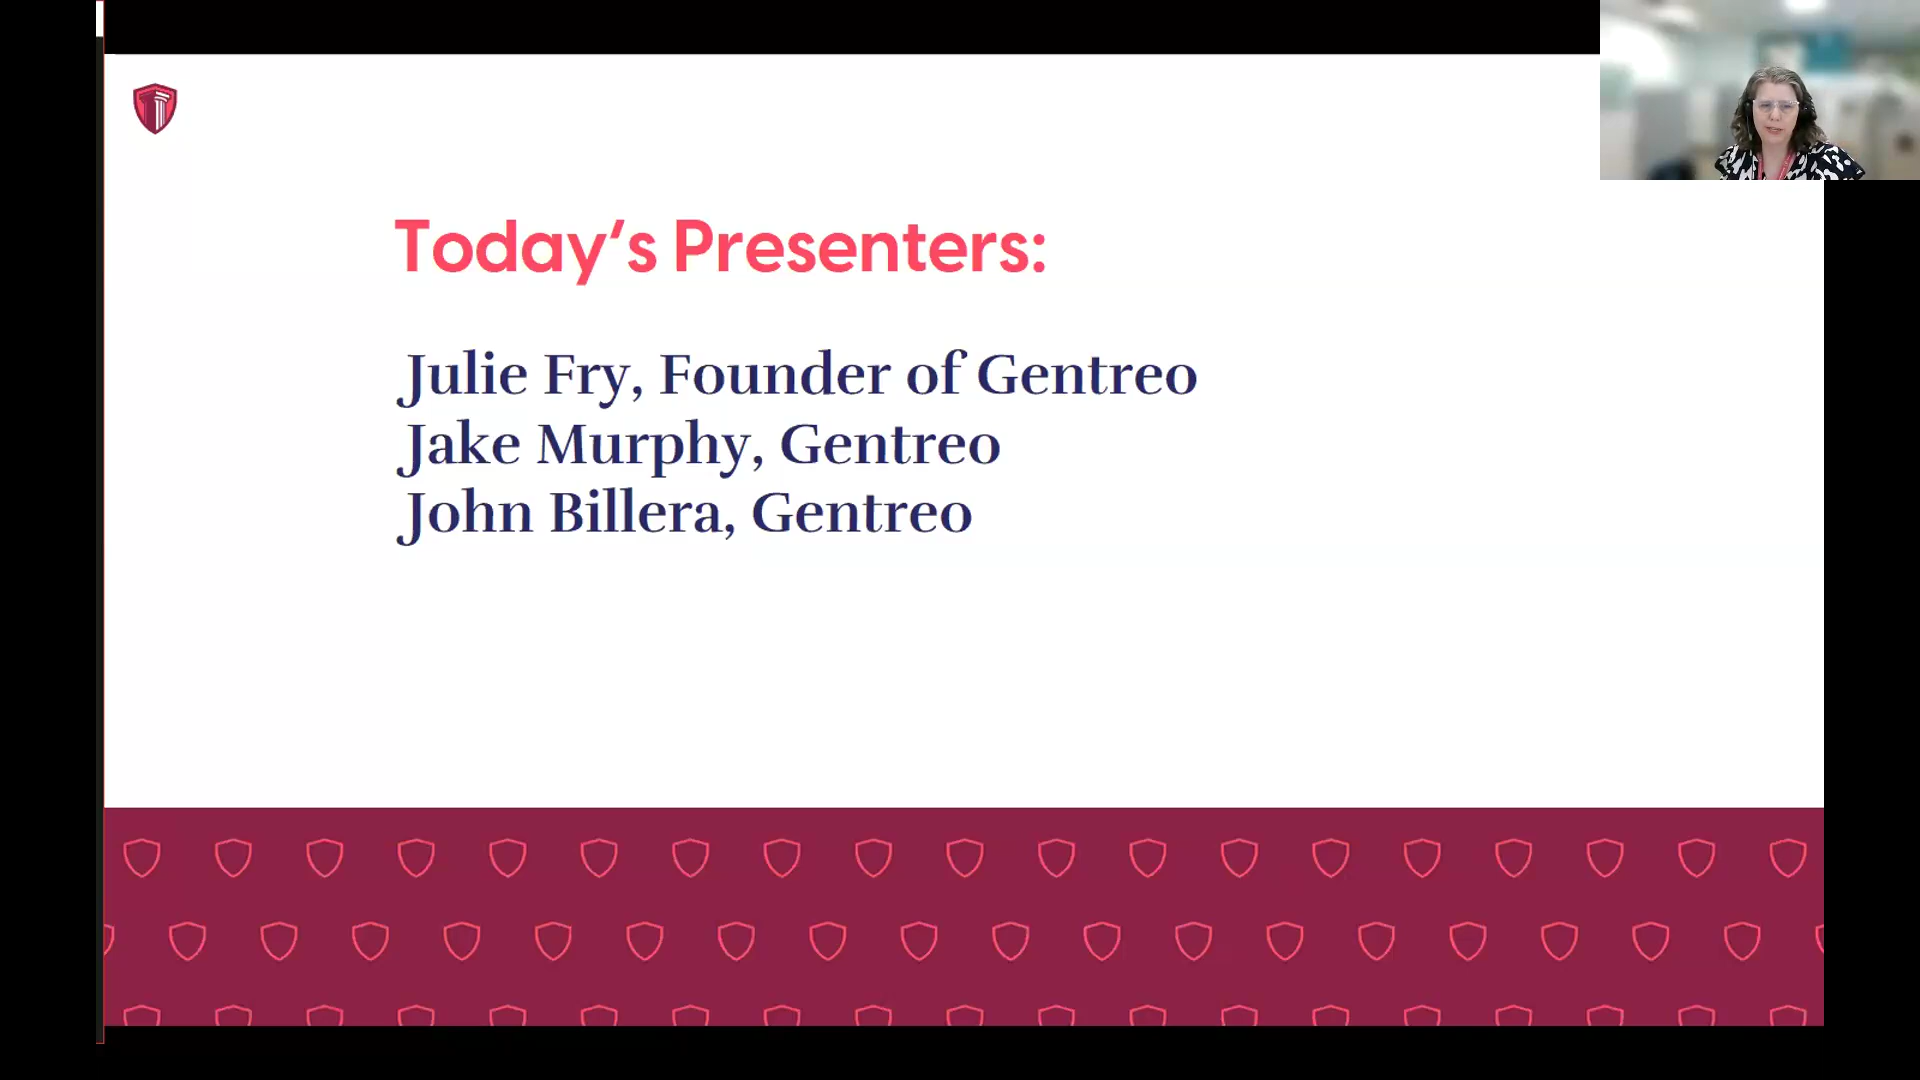 Today’s Presenters:
Julie Fry, Founder of Gentreo
Jake Murphy, Gentreo
John Billera, Gentreo